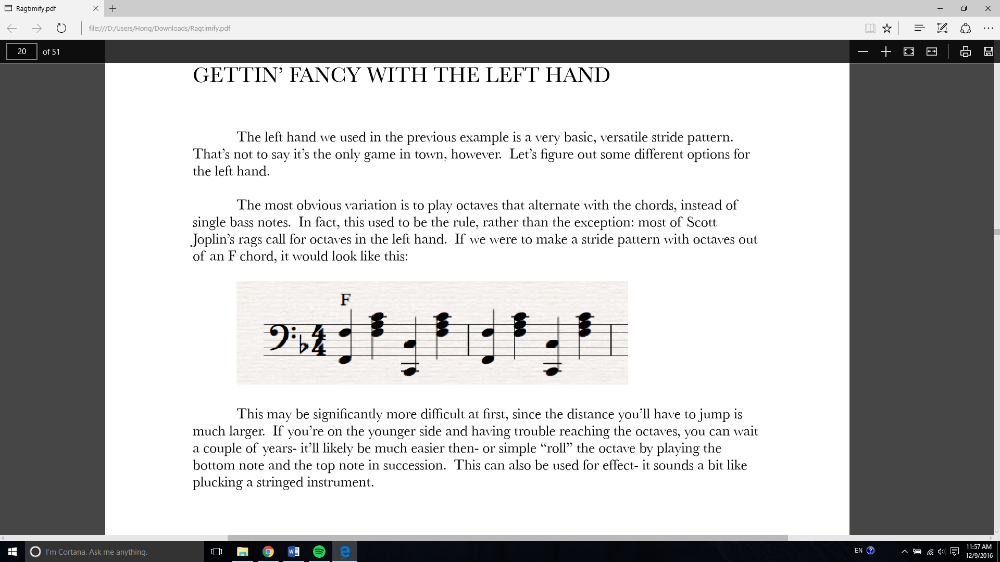 Ragtimify.pdf
file:///D:/Users/Hong/Downloads/Ragtimify.pdf
20 of 51
GETTIN’ FANCY WITH THE LEFT HAND
The left hand we used in the previous example is a very basic, versatile stride pattern.
That’s not to say it’s the only game in town, however.  Let’s figure out some different options for
the left hand.
The most obvious variation is to play octaves that alternate with the chords, instead of
single bass notes.  In fact, this used to be the rule, rather than the exception: most of Scott
Joplin’s rags call for octaves in the left hand.  If we were to make a stride pattern with octaves out
of an F chord, it would look like this:
F
4
4
This may be significantly more difficult at first, since the distance you’ll have to jump is
much larger.  If you’re on the younger side and having trouble reaching the octaves, you can wait
a couple of years- it’ll likely be much easier then- or simple “roll” the octave by playing the
bottom note and the top note in succession.  This can also be used for effect- it sounds a bit like
plucking a stringed instrument.
I’m Cortana. Ask me anything.
EN
11:57 AM
12/9/2016